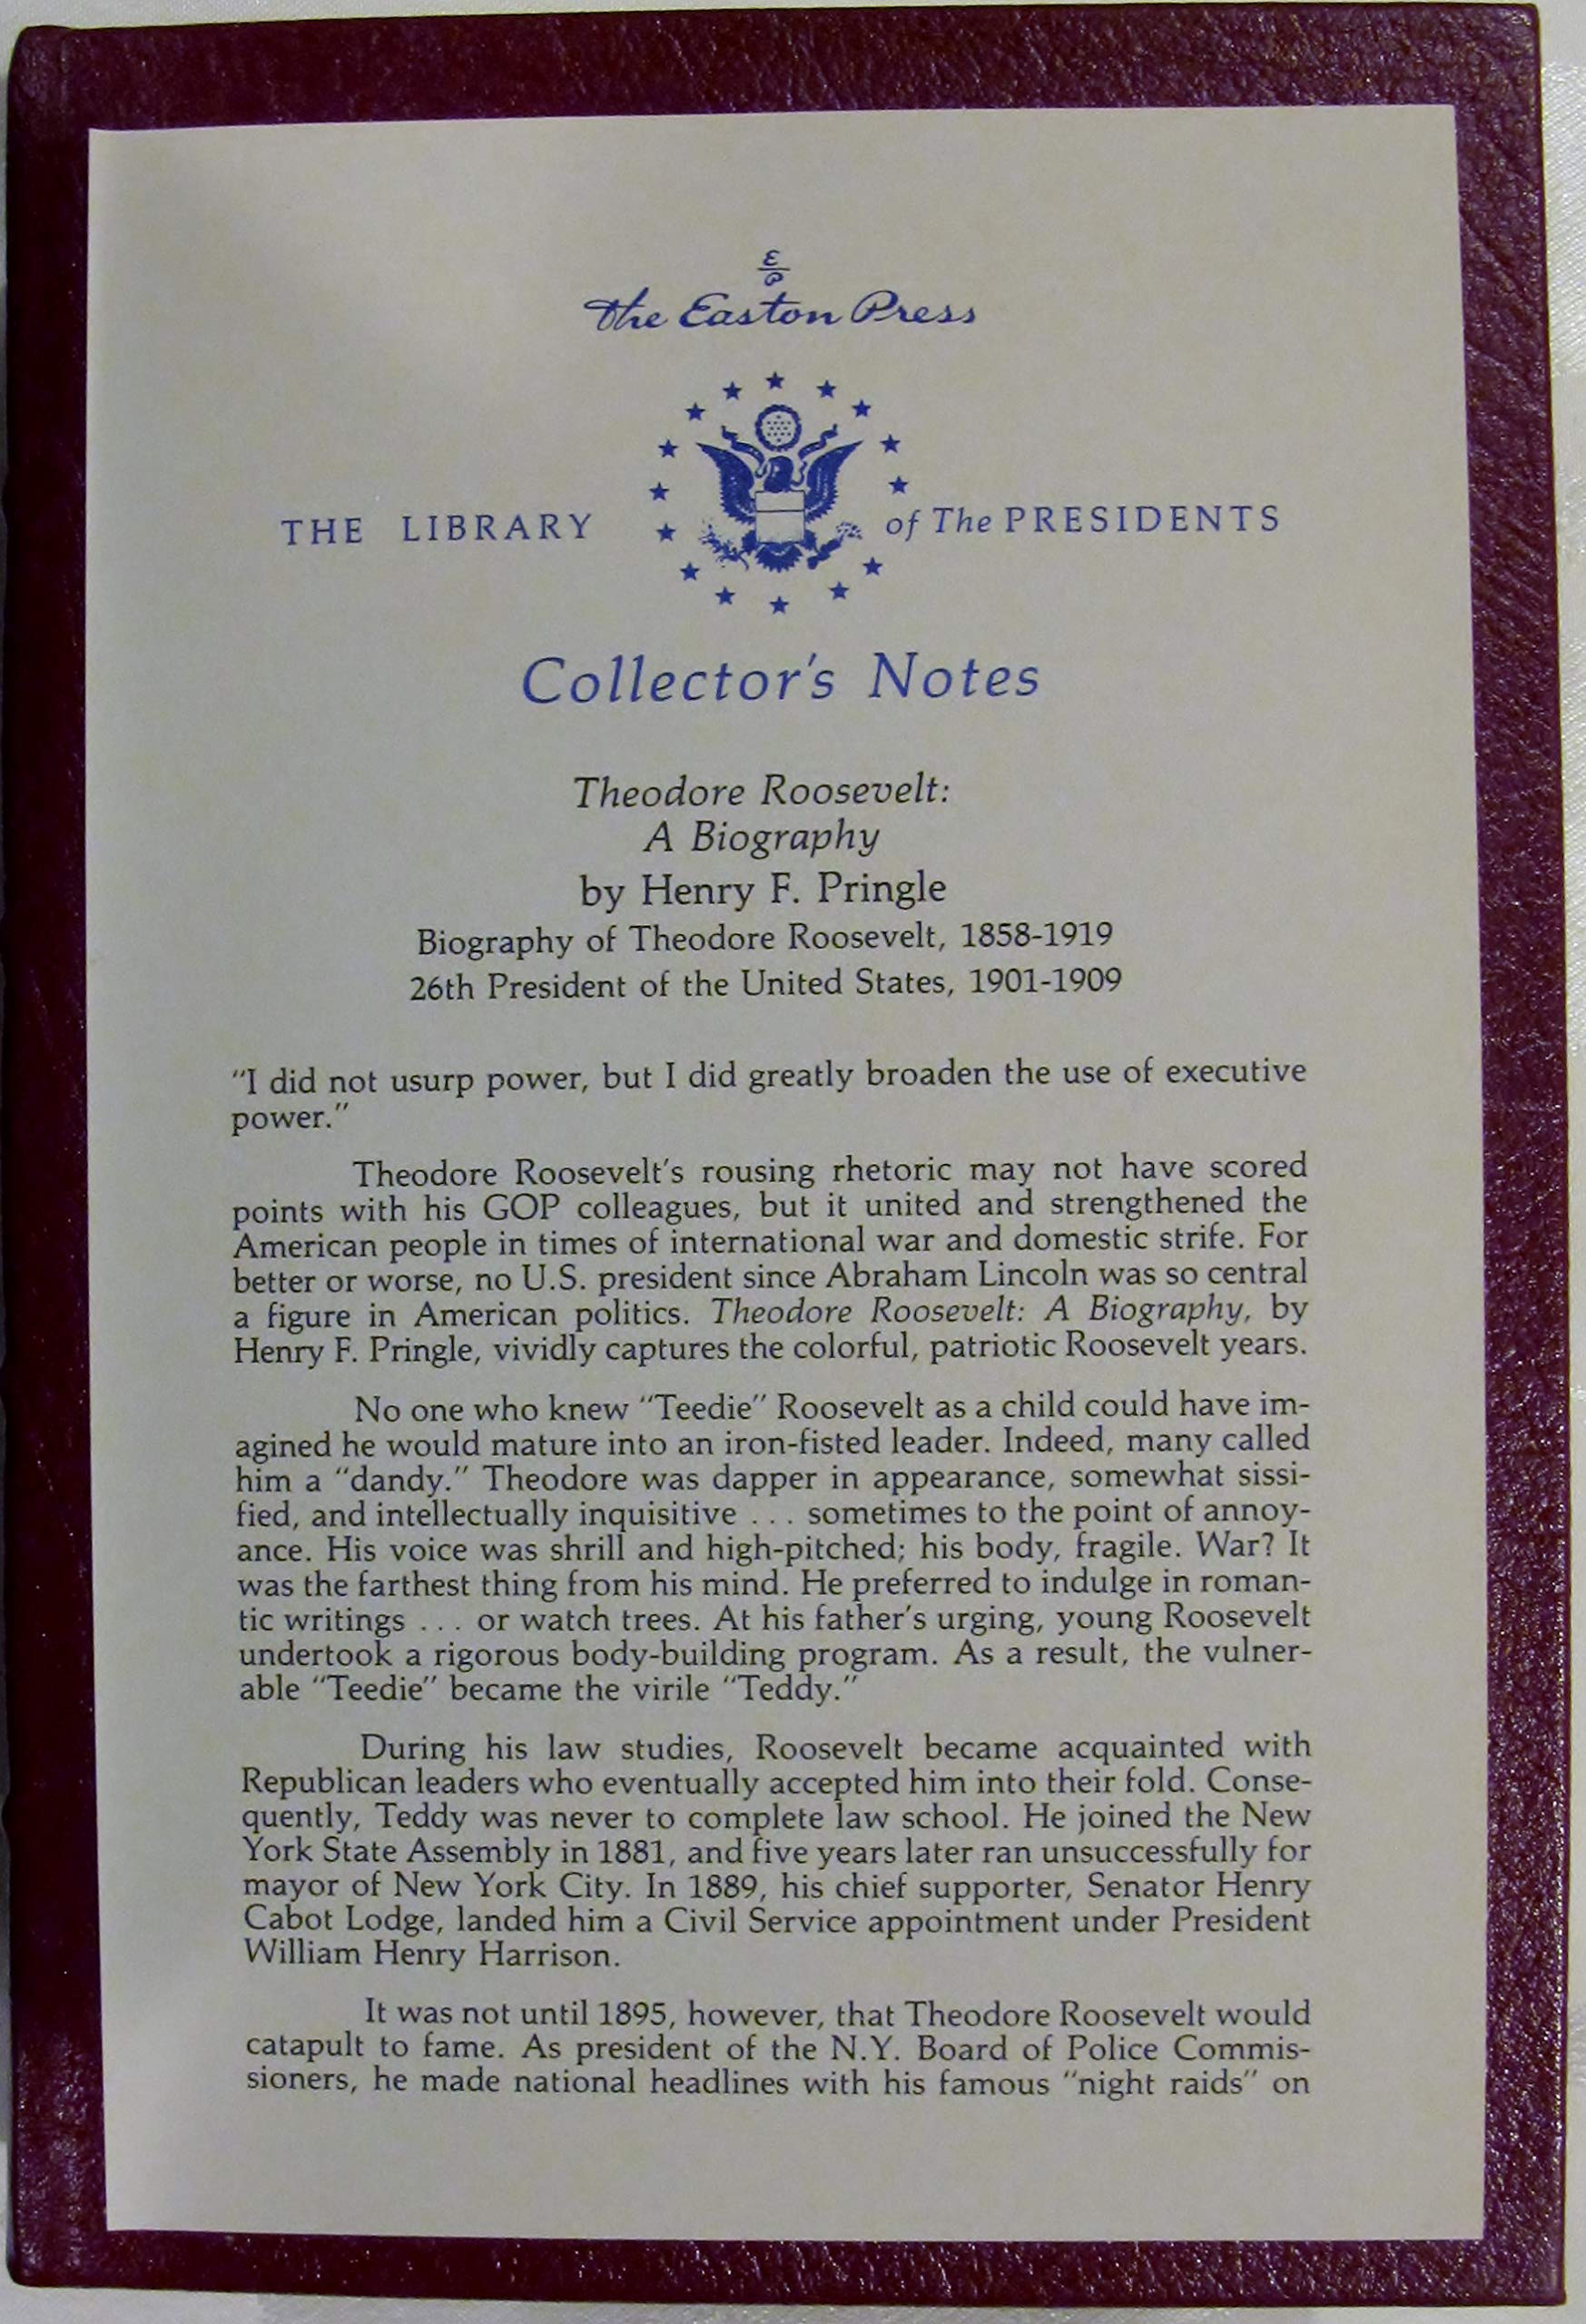 E
P
the Easton Press
THE LIBRARY of The PRESIDENTS
Collector's Notes
Theodore Roosevelt:
A Biography
by Henry F. Pringle
Biography of Theodore Roosevelt, 1858-1919
26th President of the United States, 1901-1909
"I did not usurp power, but I did greatly broaden the use of executive
power."
Theodore Roosevelt's rousing rhetoric may not have scored
points with his GOP colleagues, but it united and strengthened the
American people in times of international war and domestic strife. For
better or worse, no U.S. president since Abraham Lincoln was so central
a figure in American politics. Theodore Roosevelt: A Biography, by
Henry F. Pringle, vividly captures the colorful, patriotic Roosevelt years.
No one who knew "Teedie" Roosevelt as a child could have im-
agined he would mature into an iron-fisted leader. Indeed, many called
him a "dandy." Theodore was dapper in appearance, somewhat sissi-
fied, and intellectually inquisitive . . . sometimes to the point of annoy-
ance. His voice was shrill and high-pitched; his body, fragile. War? It
was the farthest thing from his mind. He preferred to indulge in roman-
tic writings . . . or watch trees. At his father's urging, young Roosevelt
undertook a rigorous body-building program. As a result, the vulner-
able "Teedie" became the virile "Teddy."
During his law studies, Roosevelt became acquainted with
Republican leaders who eventually accepted him into their fold. Conse-
quently, Teddy was never to complete law school. He joined the New
York State Assembly in 1881, and five years later ran unsuccessfully for
mayor of New York City. In 1889, his chief supporter, Senator Henry
Cabot Lodge, landed him a Civil Service appointment under President
William Henry Harrison.
It was not until 1895, however, that Theodore Roosevelt would
catapult to fame. As president of the N.Y. Board of Police Commis-
sioners, he made national headlines with his famous "night raids" on